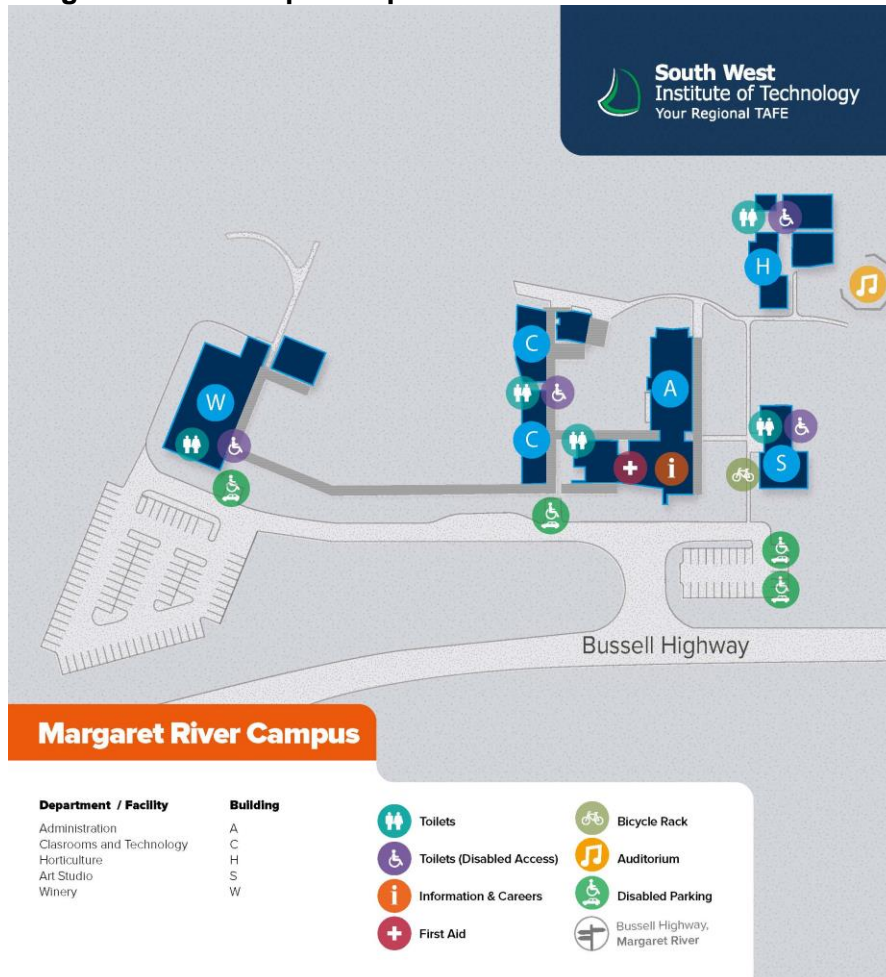 South West
Institute of Technology
Your Regional TAFE
H
W
C
A
C
S
i
Bussell Highway
Margaret River Campus
Department / Facility Building
Administration A
Clasrooms and Technology C
Horticulture H
Art Studio S
Winery W
Toilets
Toilets (Disabled Access)
i Information & Careers
First Aid
Bicycle Rack
Auditorium
Disabled Parking
Bussell Highway,
Margaret River